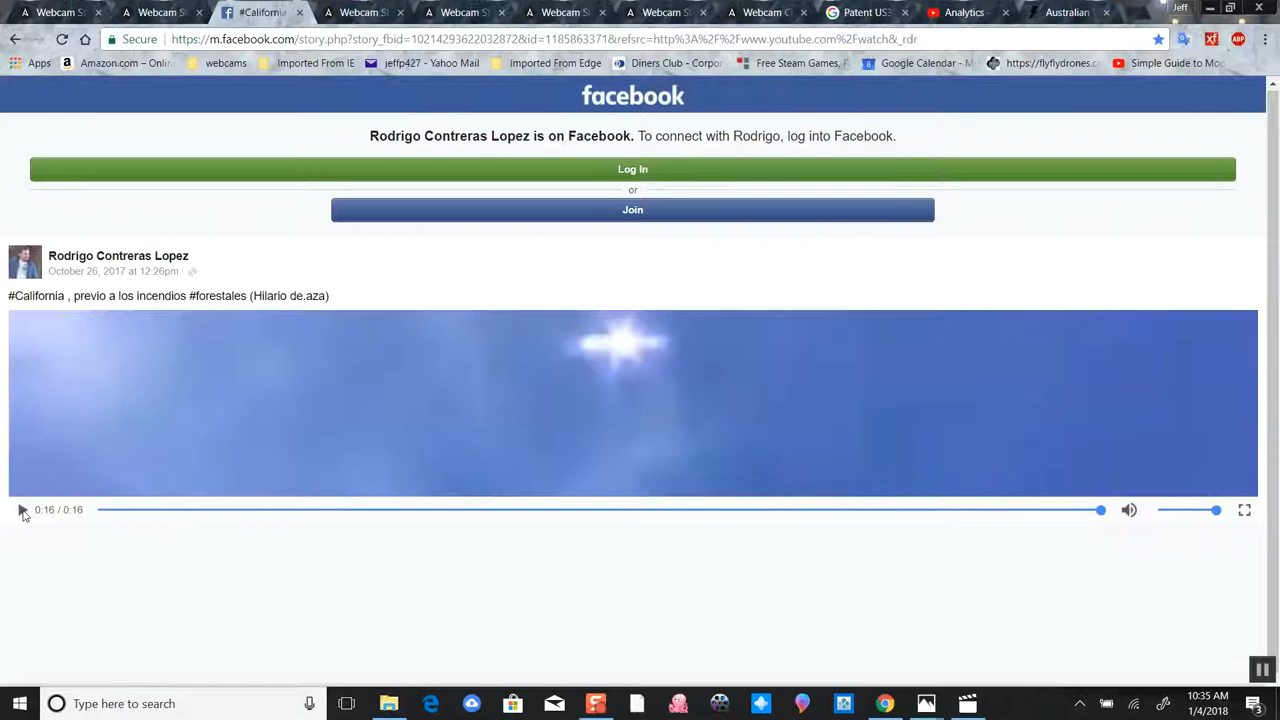 Webcam S
Webcam S
#California
Webcam S
Webcam S
Webcam S
Webcam S
Webcam C
Patent US
Analytics
Australian
Jeff
Secure
https://m.facebook.com/story.php?story_fbid=10214293622032872&id=1185863371&refsrc=http%3A%2F%2Fwww.youtube.com%2Fwatch&_rdr
ABP
Apps
Amazon.com – Onli
webcams
Imported From IE
jeffp427 - Yahoo Mail
Imported From Edge
Diners Club - Corpor
Free Steam Games, F
Google Calendar - M
https://flyflydrones.c
Simple Guide to Mo
facebook
Rodrigo Contreras Lopez is on Facebook. To connect with Rodrigo, log into Facebook.
Log In
or
Join
Rodrigo Contreras Lopez
October 26, 2017 at 12:26pm
#California , previo a los incendios #forestales (Hilario de.aza)
0:16 / 0:16
Type here to search
10:35 AM
1/4/2018
3